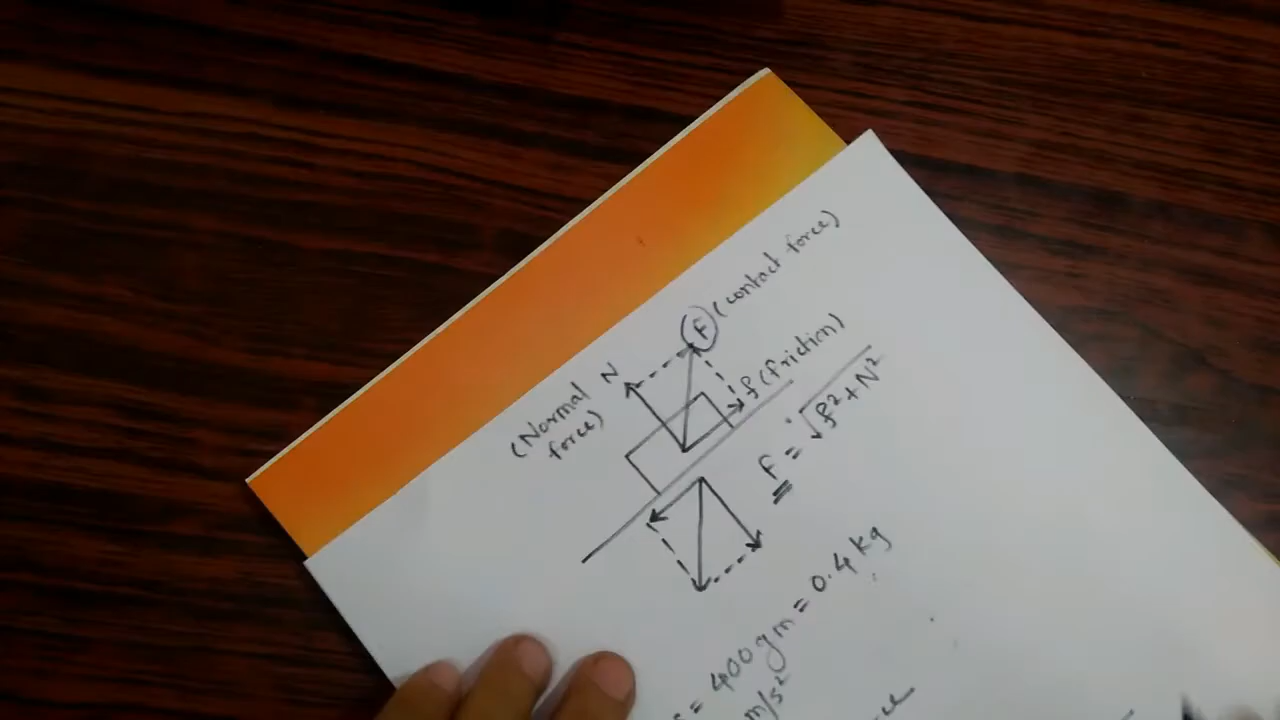 F (contact force)
N
(Normal
force)
f (friction)
F = √f² + N²
= 400 gm = 0.4 kg
m/s²